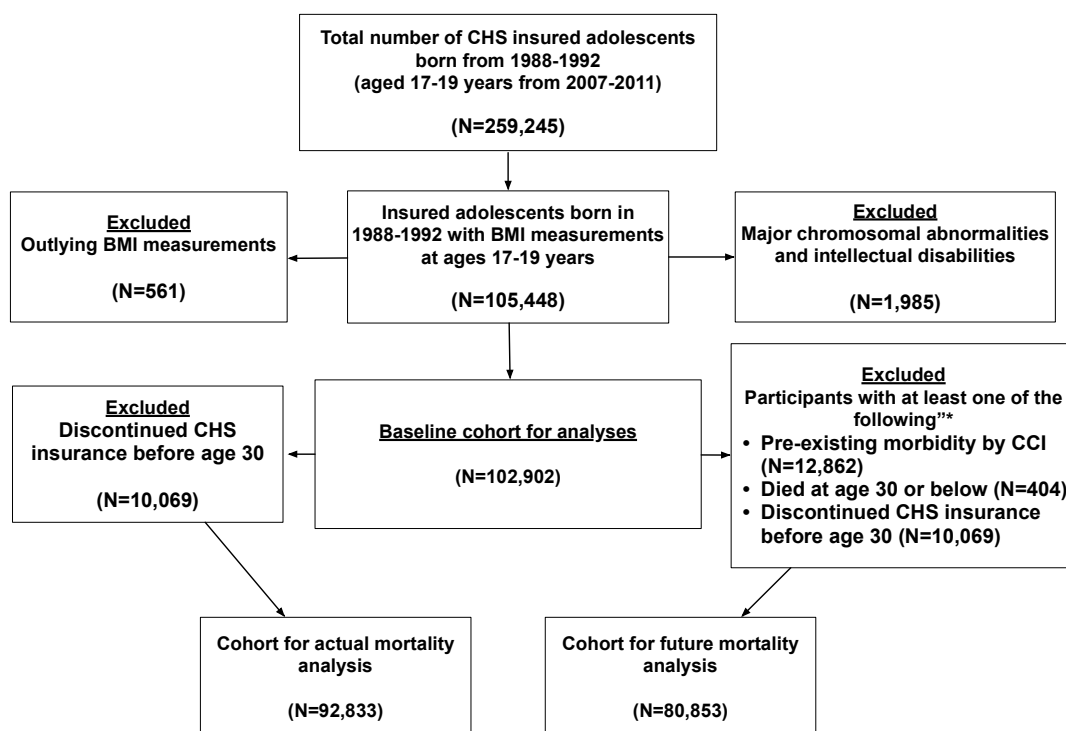 Total number of CHS insured adolescents
born from 1988-1992
(aged 17-19 years from 2007-2011)
(N=259,245)
Excluded
Outlying BMI measurements
(N=561)
Insured adolescents born in
1988-1992 with BMI measurements
at ages 17-19 years
(N=105,448)
Excluded
Major chromosomal abnormalities
and intellectual disabilities
(N=1,985)
Excluded
Discontinued CHS
insurance before age 30
(N=10,069)
Baseline cohort for analyses
(N=102,902)
Excluded
Participants with at least one of the
following”*
• Pre-existing morbidity by CCI
(N=12,862)
• Died at age 30 or below (N=404)
• Discontinued CHS insurance
before age 30 (N=10,069)
Cohort for actual mortality
analysis
(N=92,833)
Cohort for future mortality
analysis
(N=80,853)